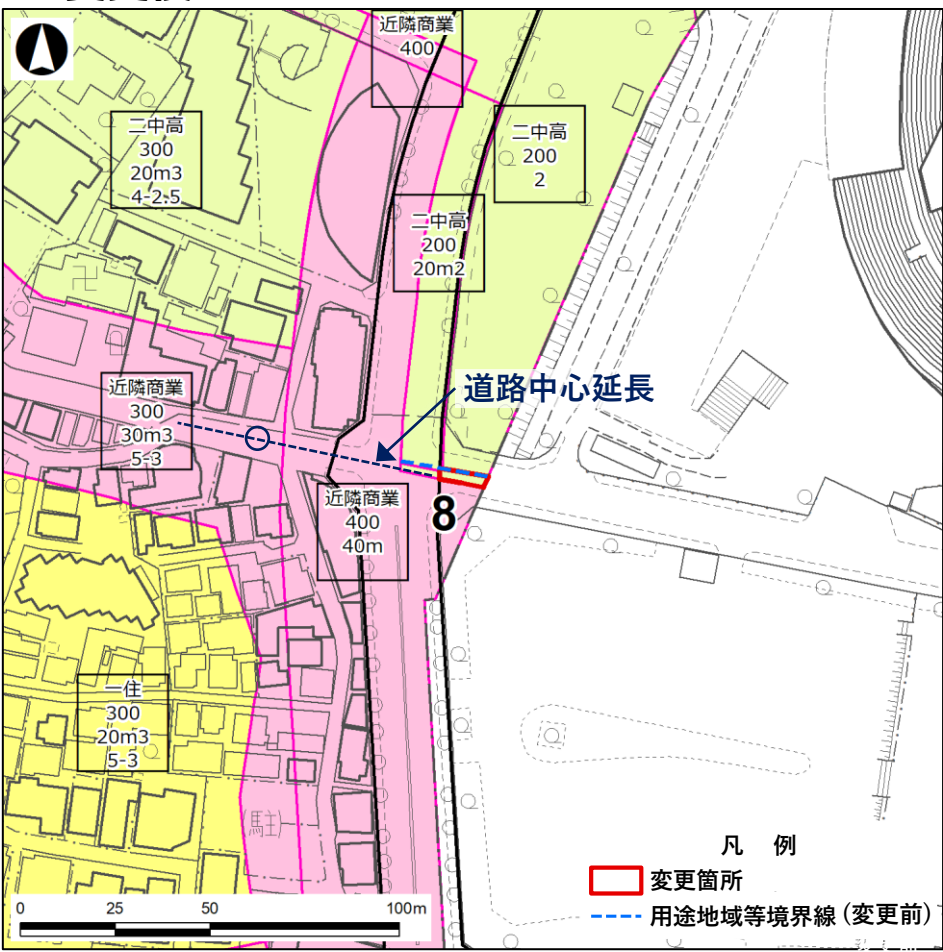 近隣商業
400
二中高
300
20m3
4-2.5
二中高
200
2
二中高
200
20m2
道路中心延長
近隣商業
300
30m3
5-3
近隣商業
400
40m
8
一住
300
20m3
5-3
駐
凡 例
変更箇所
用途地域等境界線 (変更前)
0 25 50 100m